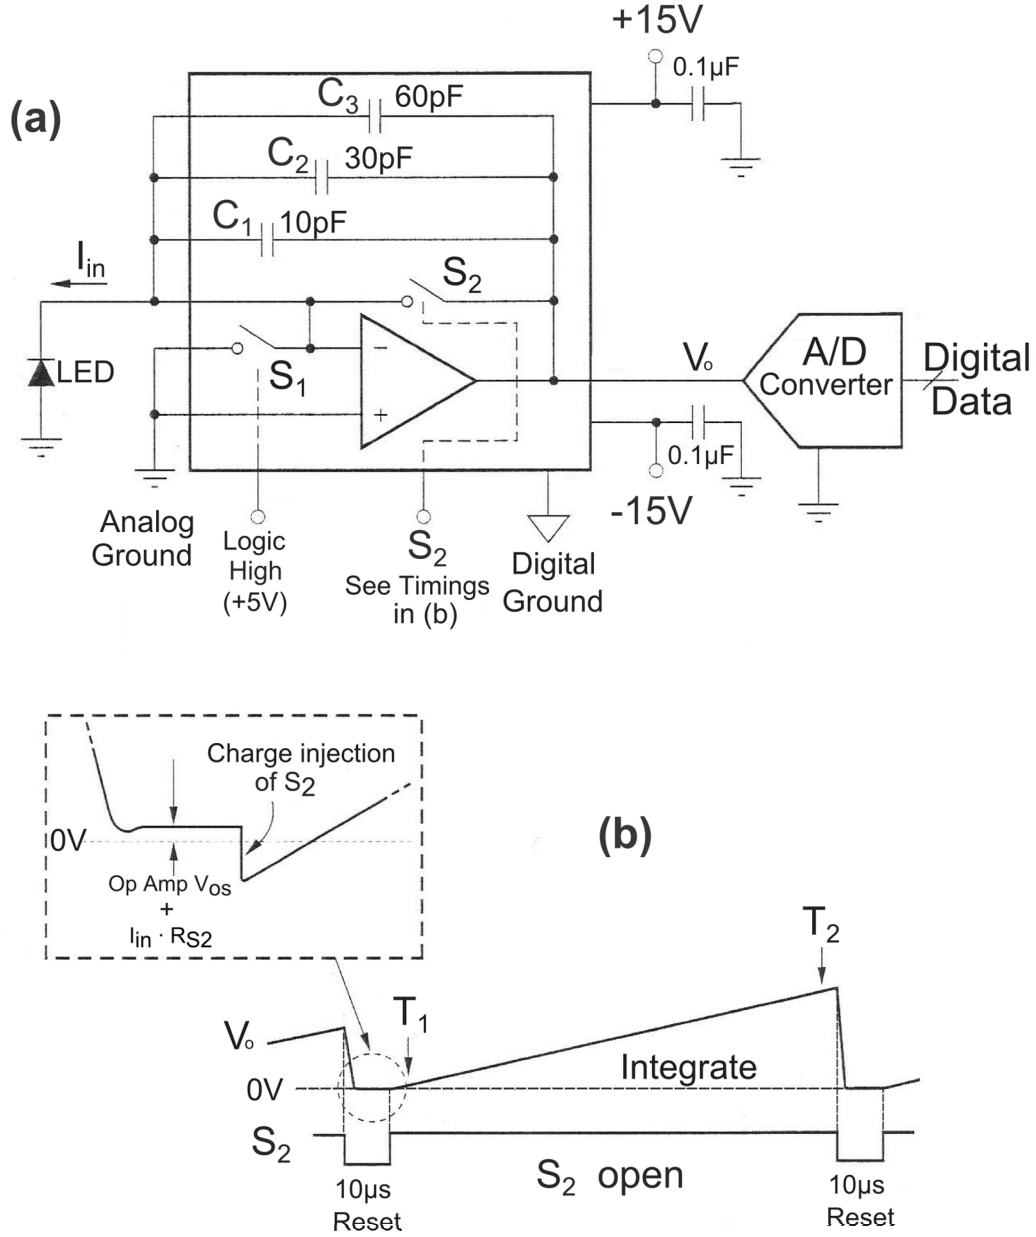 (a)
+15V
0.1µF
C3 60pF
C2 30pF
C1 10pF
Iin
S2
LED
S1
−
+
Vo
A/D
Converter
Digital
Data
0.1µF
-15V
Analog
Ground
Logic
High
(+5V)
S2
See Timings
in (b)
Digital
Ground
Charge injection
of S2
0V
Op Amp Vos
+
Iin · RS2
(b)
T2
T1
Vo
Integrate
0V
S2
S2 open
10µs
Reset
10µs
Reset